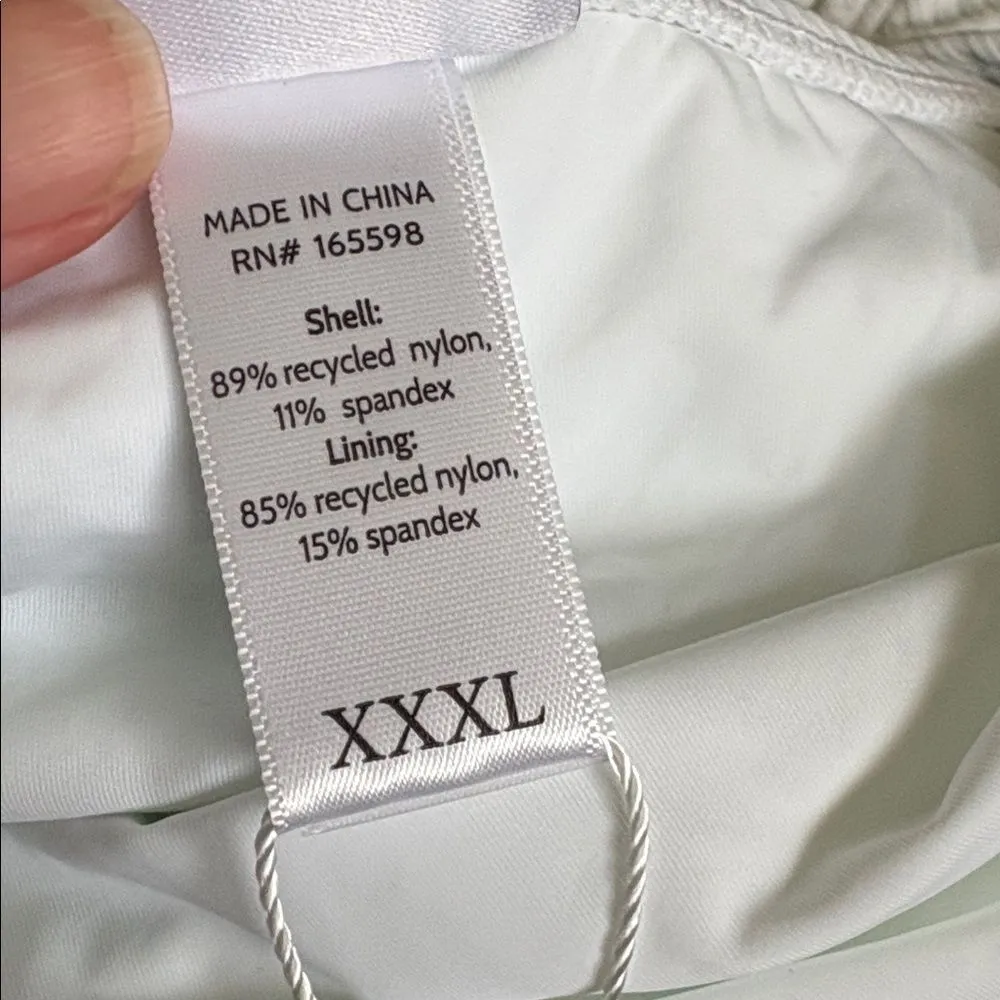 MADE IN CHINA
RN# 165598
Shell:
89% recycled nylon,
11% spandex
Lining:
85% recycled nylon,
15% spandex
XXXL